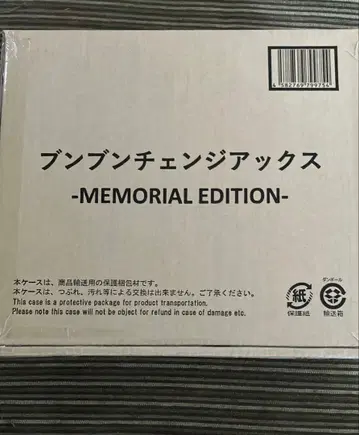 4 582769 799756
ブンブンチェンジアックス
-MEMORIAL EDITION-
本ケースは、商品輸送用の保護梱包材です。
本ケースは、つぶれ、汚れ等による交換は出来ません。ご了承ください。
This case is a protective package for product transportation.
Please note this case will not be object for refund in case of damage etc.
紙
保護紙
ダンボール
輸送箱